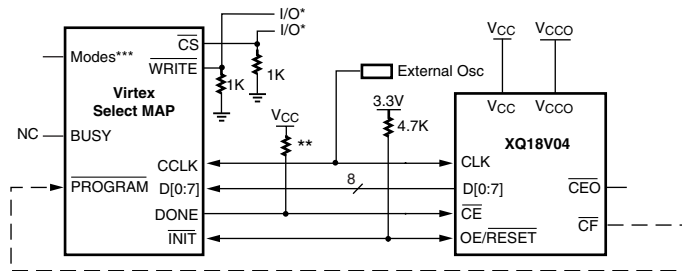 I/O*
I/O*
Modes***
CS
WRITE
1K
1K
Virtex
Select MAP
External Osc
VCC
VCCO
VCC
VCCO
3.3V
4.7K
XQ18V04
VCC
**
NC
BUSY
CCLK
CLK
PROGRAM
D[0:7]
8
D[0:7]
CEO
DONE
CE
CF
INIT
OE/RESET